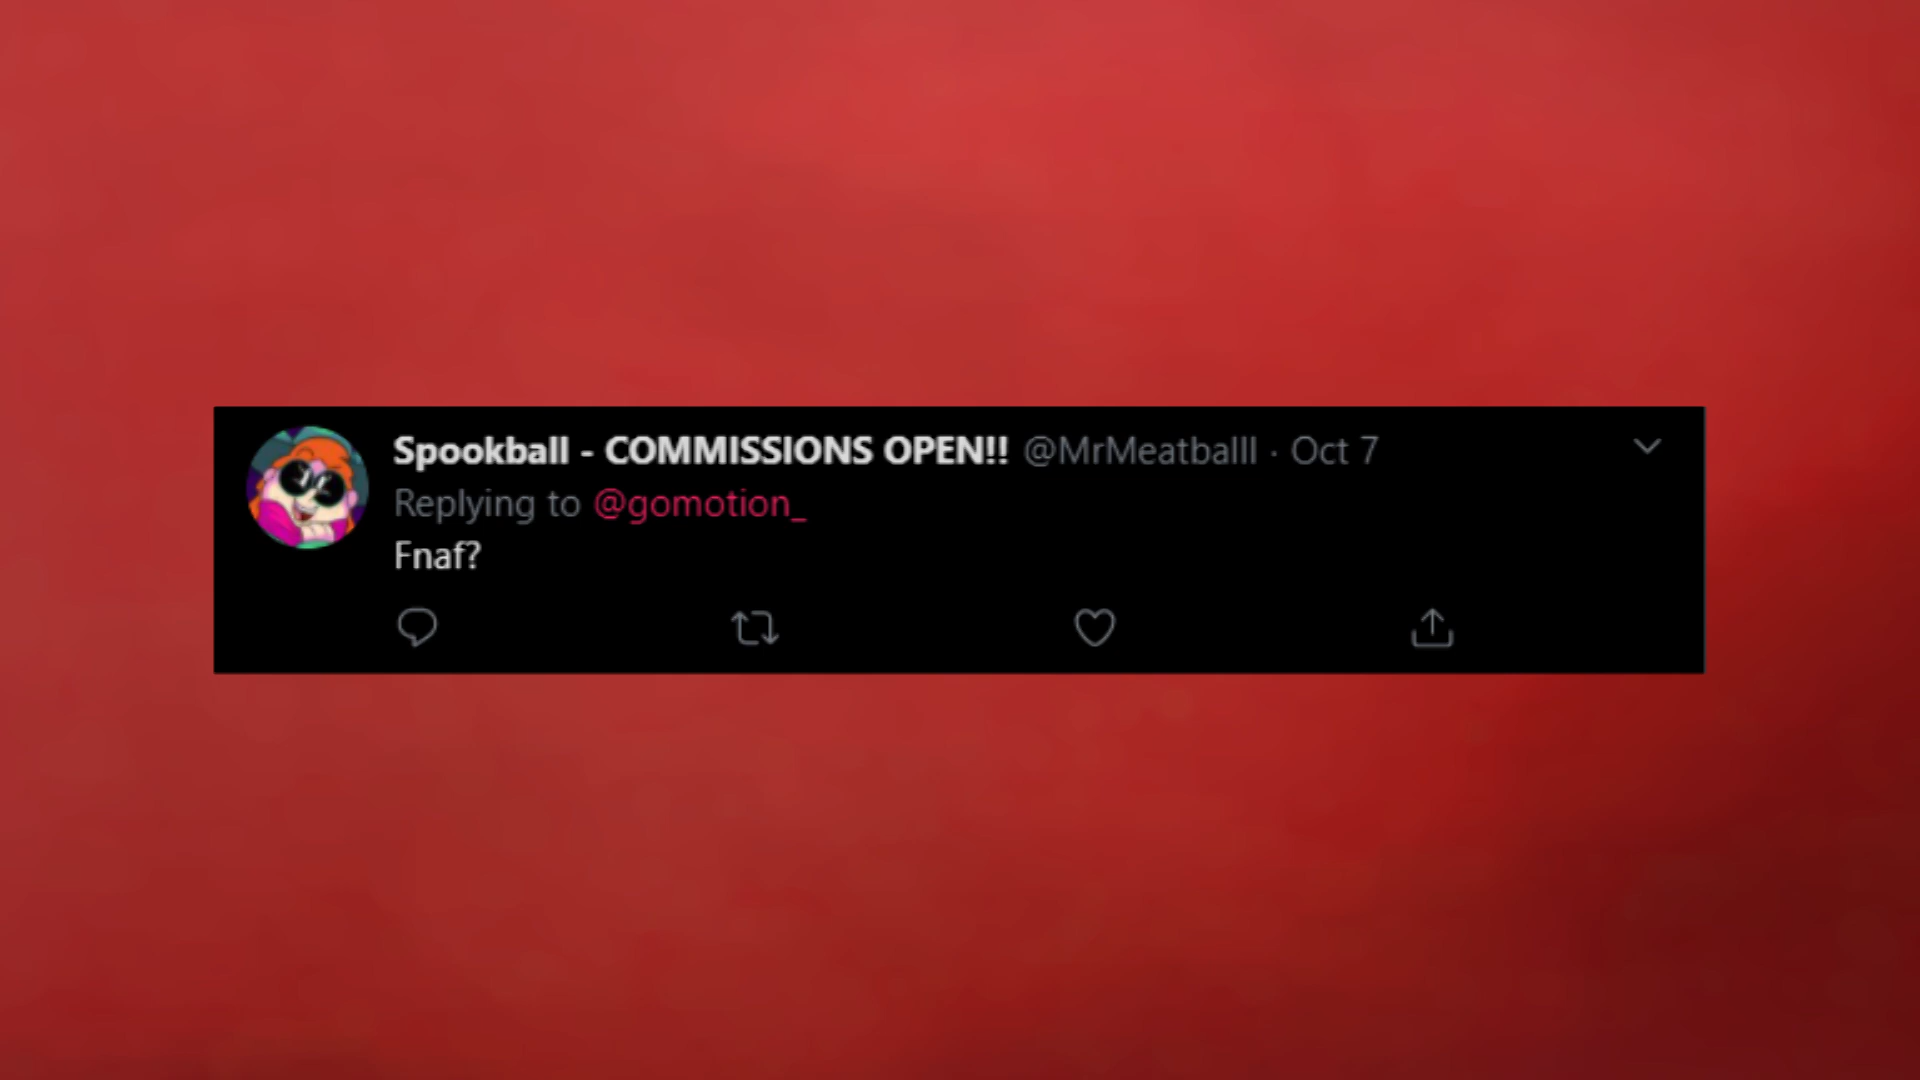 Spookball - COMMISSIONS OPEN!! @MrMeatballl · Oct 7
Replying to @gomotion_
Fnaf?